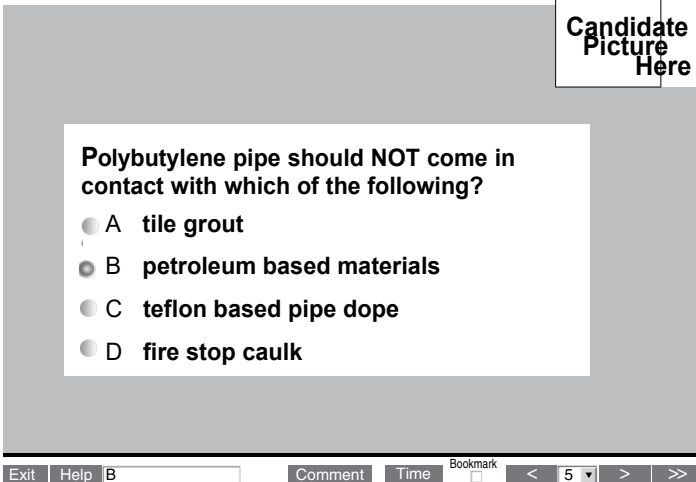 Candidate
Picture
Here
Polybutylene pipe should NOT come in
contact with which of the following?
A tile grout
B petroleum based materials
C teflon based pipe dope
D fire stop caulk
Bookmark
Exit Help B Comment Time < 5 > >>